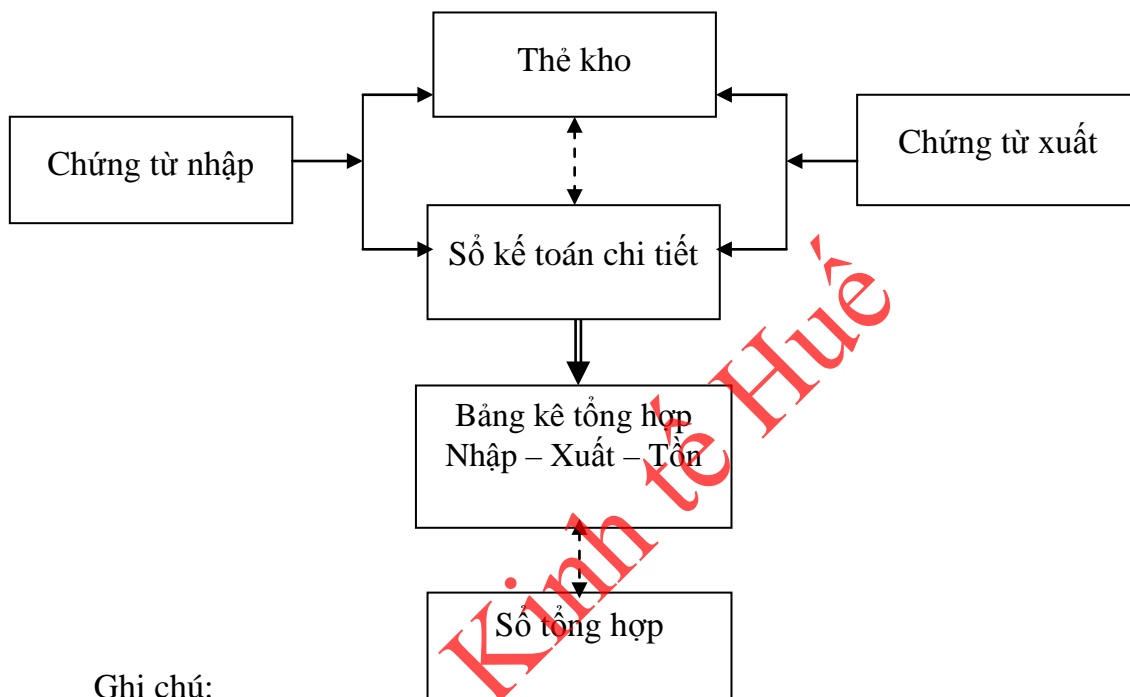 Thẻ kho
Chứng từ nhập
Chứng từ xuất
Sổ kế toán chi tiết
Bảng kê tổng hợp
Nhập – Xuất – Tồn
Sổ tổng hợp
Ghi chú:
Kinh tế Huế